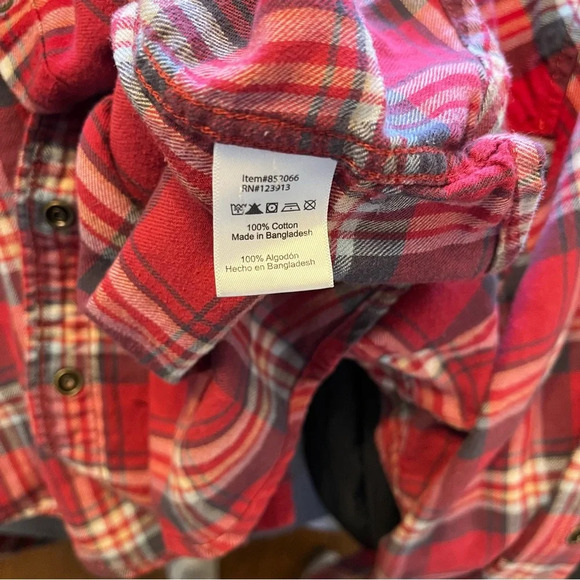 Item#853066
RN#123913
100% Cotton
Made in Bangladesh
100% Algodón
Hecho en Bangladesh